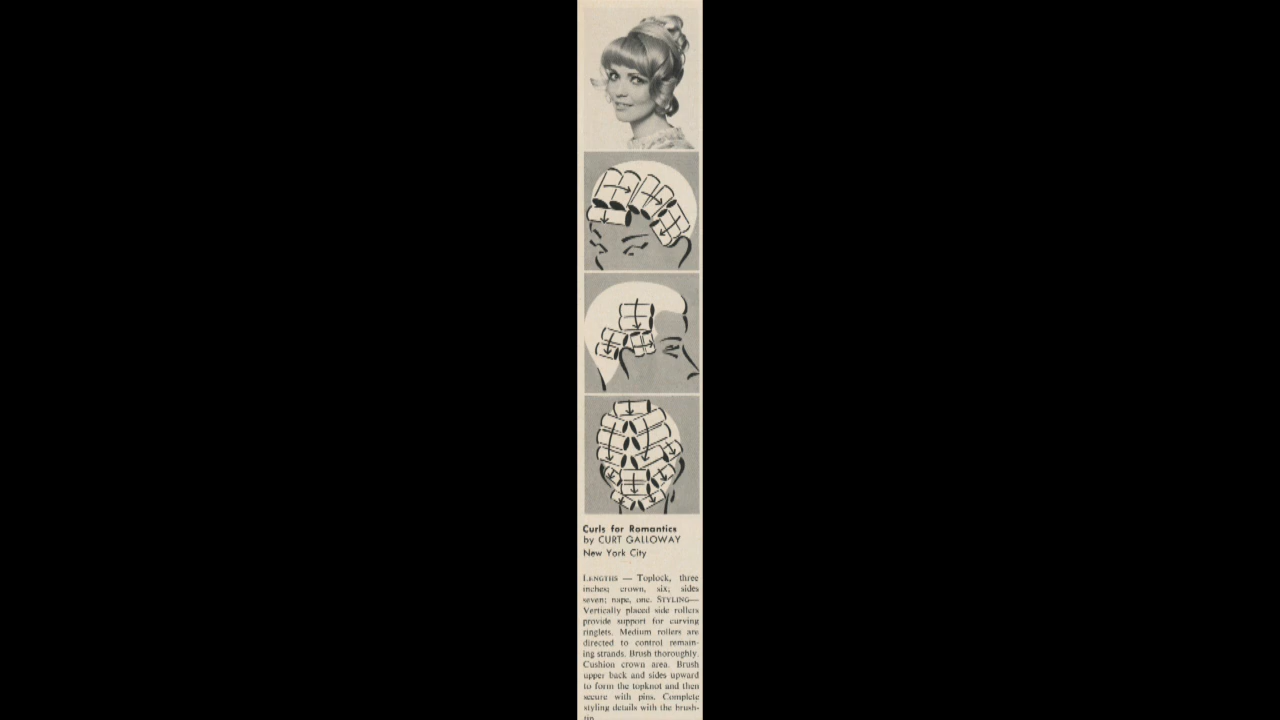 Curls for Romantics
by CURT GALLOWAY
New York City
LENGTHS — Toplock, three
inches; crown, six; sides
seven; nape, one. STYLING—
Vertically placed side rollers
provide support for curving
ringlets. Medium rollers are
directed to control remain-
ing strands. Brush thoroughly.
Cushion crown area. Brush
upper back and sides upward
to form the topknot and then
secure with pins. Complete
styling details with the brush-
tip.